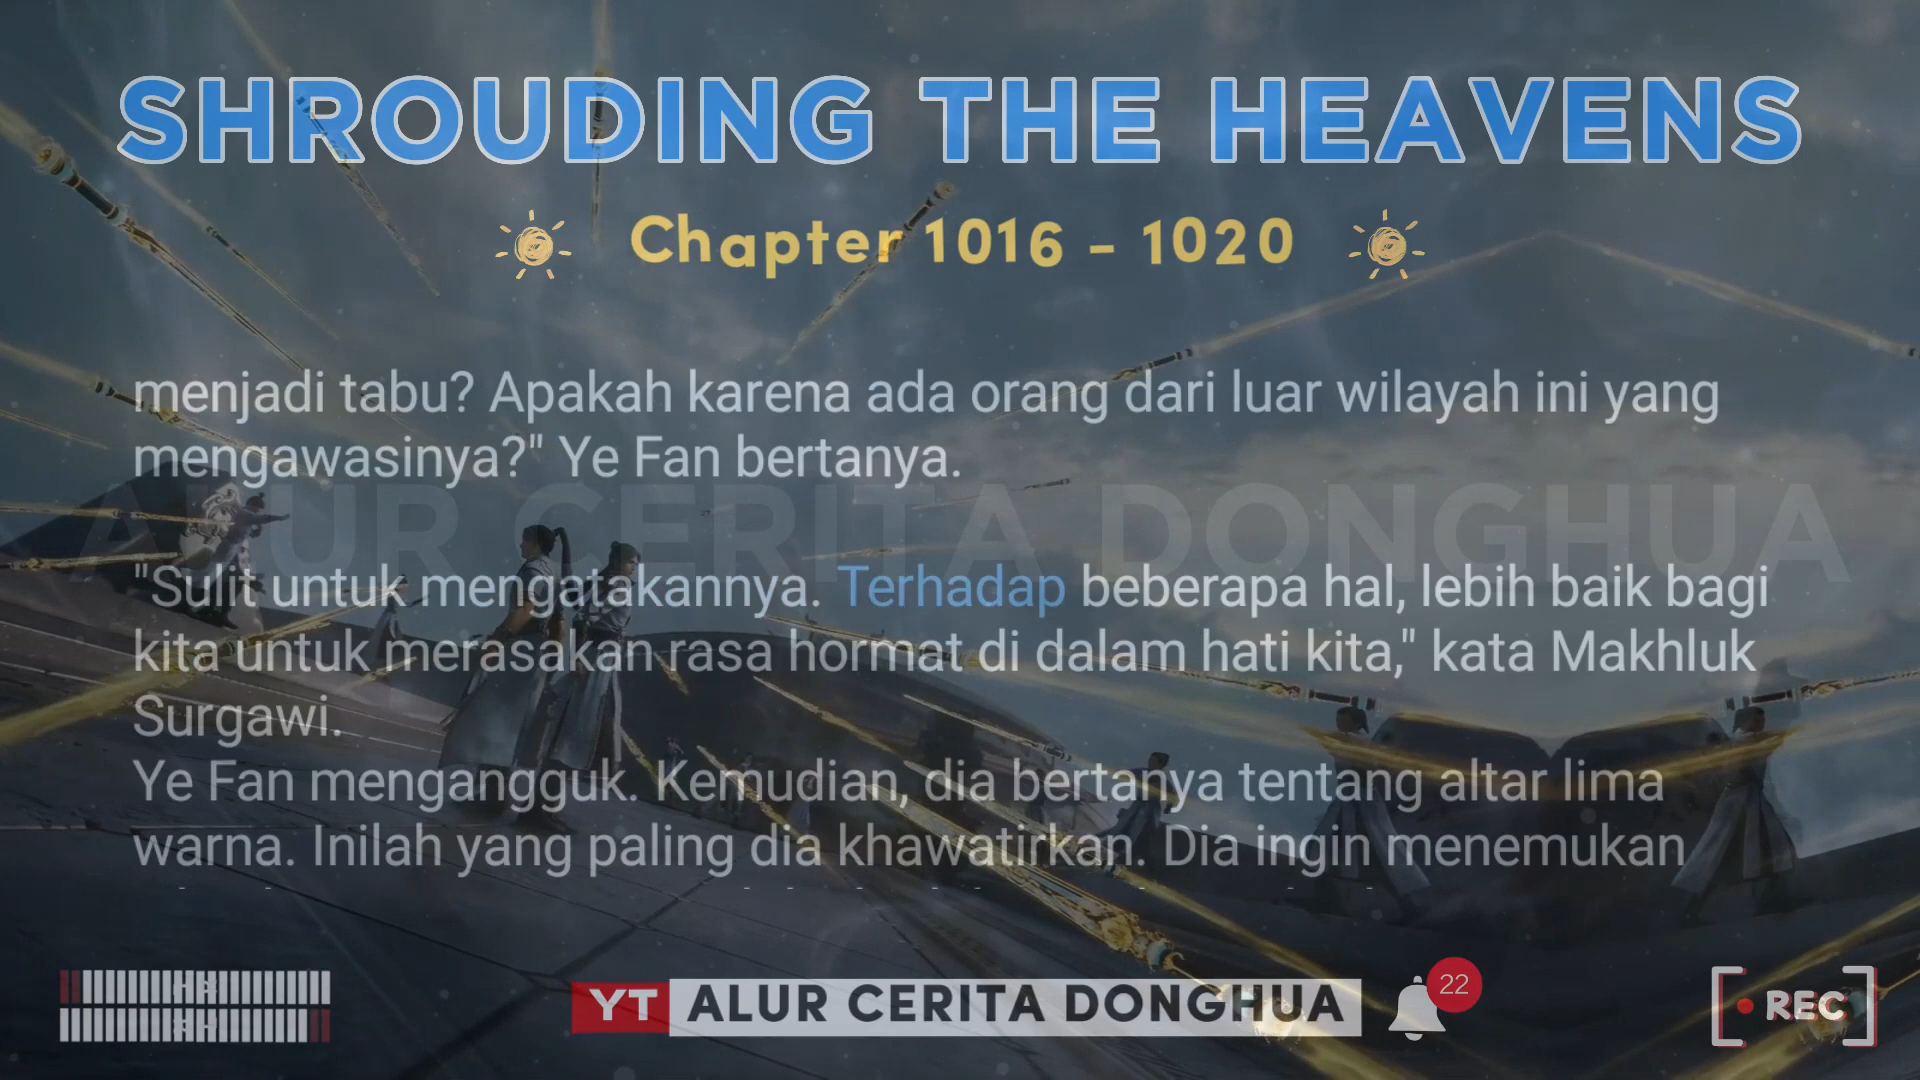 SHROUDING THE HEAVENS
Chapter 1016 - 1020
menjadi tabu? Apakah karena ada orang dari luar wilayah ini yang
mengawasinya?" Ye Fan bertanya.
ALUR CERITA DONGHUA
"Sulit untuk mengatakannya. Terhadap beberapa hal, lebih baik bagi
kita untuk merasakan rasa hormat di dalam hati kita," kata Makhluk
Surgawi.
Ye Fan mengangguk. Kemudian, dia bertanya tentang altar lima
warna. Inilah yang paling dia khawatirkan. Dia ingin menemukan
YT ALUR CERITA DONGHUA
22
REC